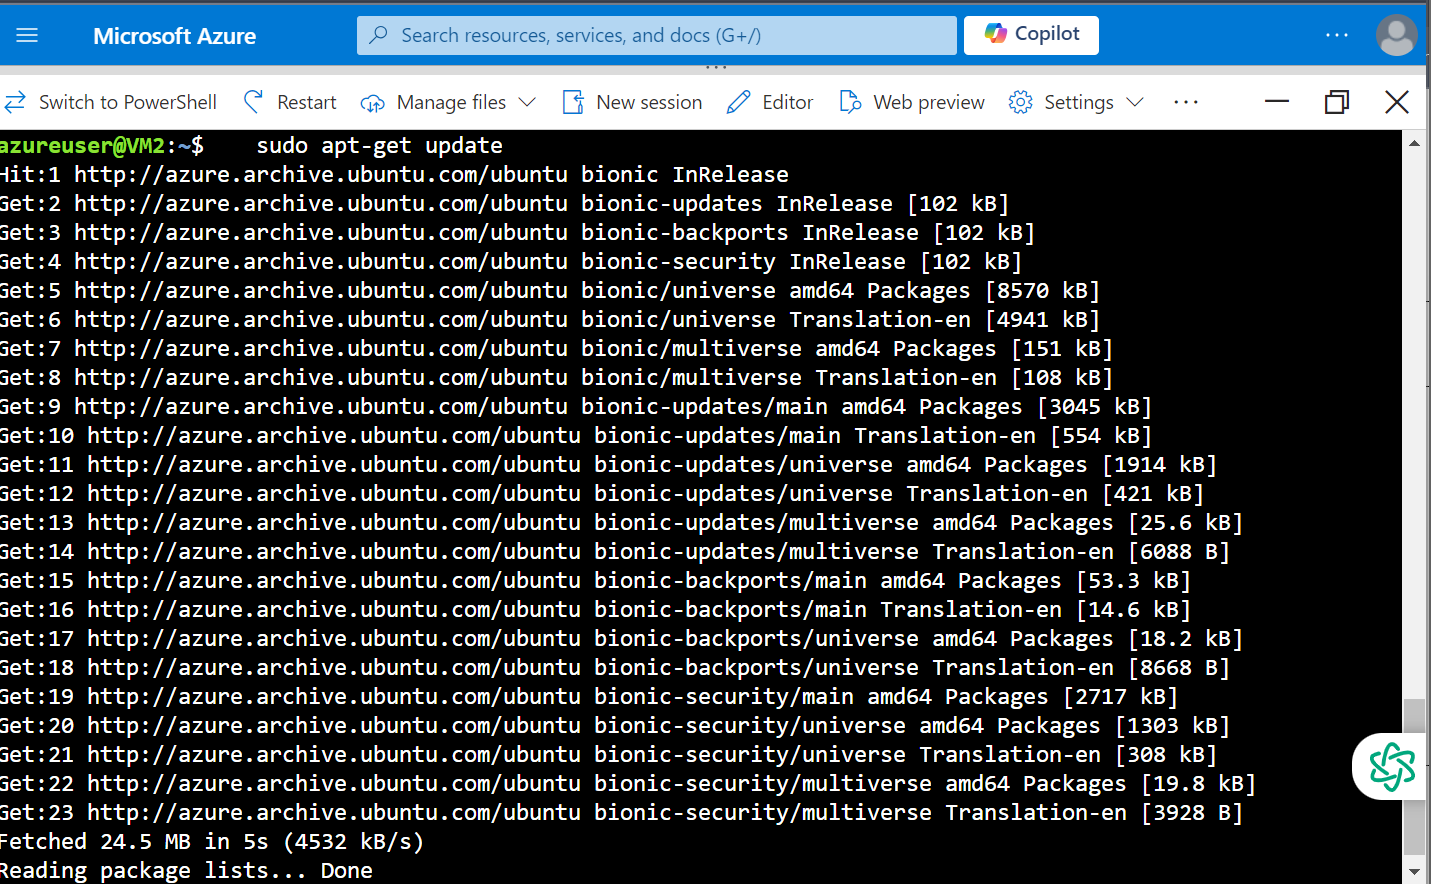 Microsoft Azure
Search resources, services, and docs (G+/)
Copilot
...
Switch to PowerShell
Restart
Manage files
New session
Editor
Web preview
Settings
...
azureuser@VM2:~$    sudo apt-get update
Hit:1 http://azure.archive.ubuntu.com/ubuntu bionic InRelease
Get:2 http://azure.archive.ubuntu.com/ubuntu bionic-updates InRelease [102 kB]
Get:3 http://azure.archive.ubuntu.com/ubuntu bionic-backports InRelease [102 kB]
Get:4 http://azure.archive.ubuntu.com/ubuntu bionic-security InRelease [102 kB]
Get:5 http://azure.archive.ubuntu.com/ubuntu bionic/universe amd64 Packages [8570 kB]
Get:6 http://azure.archive.ubuntu.com/ubuntu bionic/universe Translation-en [4941 kB]
Get:7 http://azure.archive.ubuntu.com/ubuntu bionic/multiverse amd64 Packages [151 kB]
Get:8 http://azure.archive.ubuntu.com/ubuntu bionic/multiverse Translation-en [108 kB]
Get:9 http://azure.archive.ubuntu.com/ubuntu bionic-updates/main amd64 Packages [3045 kB]
Get:10 http://azure.archive.ubuntu.com/ubuntu bionic-updates/main Translation-en [554 kB]
Get:11 http://azure.archive.ubuntu.com/ubuntu bionic-updates/universe amd64 Packages [1914 kB]
Get:12 http://azure.archive.ubuntu.com/ubuntu bionic-updates/universe Translation-en [421 kB]
Get:13 http://azure.archive.ubuntu.com/ubuntu bionic-updates/multiverse amd64 Packages [25.6 kB]
Get:14 http://azure.archive.ubuntu.com/ubuntu bionic-updates/multiverse Translation-en [6088 B]
Get:15 http://azure.archive.ubuntu.com/ubuntu bionic-backports/main amd64 Packages [53.3 kB]
Get:16 http://azure.archive.ubuntu.com/ubuntu bionic-backports/main Translation-en [14.6 kB]
Get:17 http://azure.archive.ubuntu.com/ubuntu bionic-backports/universe amd64 Packages [18.2 kB]
Get:18 http://azure.archive.ubuntu.com/ubuntu bionic-backports/universe Translation-en [8668 B]
Get:19 http://azure.archive.ubuntu.com/ubuntu bionic-security/main amd64 Packages [2717 kB]
Get:20 http://azure.archive.ubuntu.com/ubuntu bionic-security/universe amd64 Packages [1303 kB]
Get:21 http://azure.archive.ubuntu.com/ubuntu bionic-security/universe Translation-en [308 kB]
Get:22 http://azure.archive.ubuntu.com/ubuntu bionic-security/multiverse amd64 Packages [19.8 kB]
Get:23 http://azure.archive.ubuntu.com/ubuntu bionic-security/multiverse Translation-en [3928 B]
Fetched 24.5 MB in 5s (4532 kB/s)
Reading package lists... Done